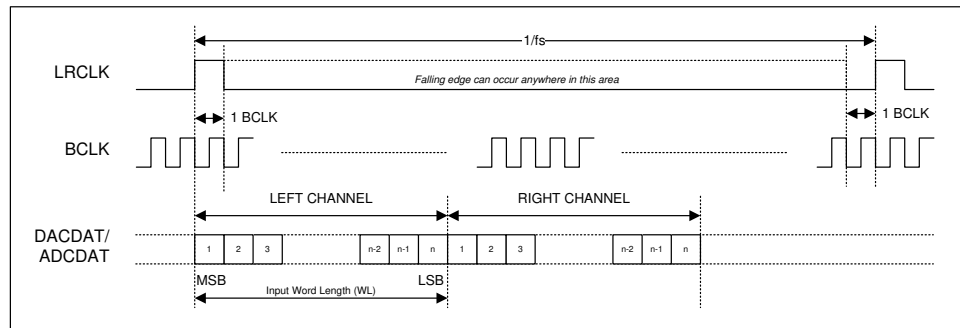 1/fs
LRCLK
Falling edge can occur anywhere in this area
1 BCLK
1 BCLK
BCLK
LEFT CHANNEL
RIGHT CHANNEL
DACDAT/
ADCDAT
1 2 3 n-2 n-1 n 1 2 3 n-2 n-1 n
MSB
LSB
Input Word Length (WL)